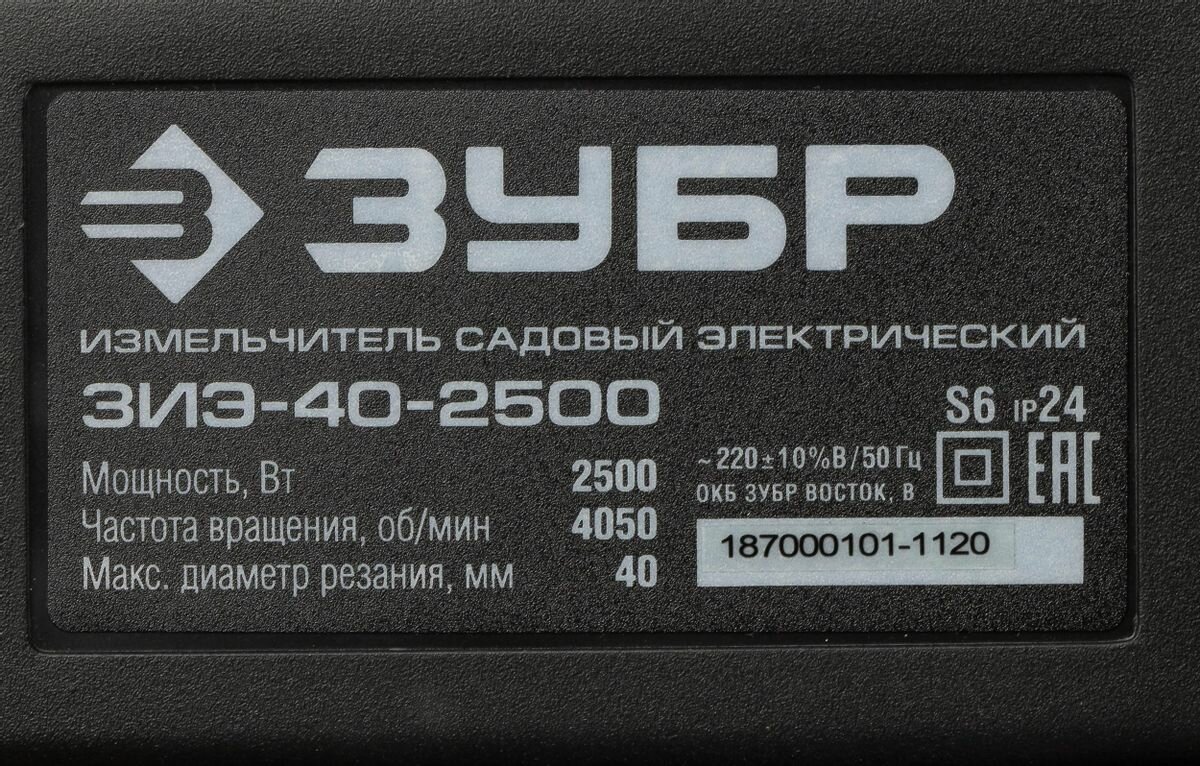 ЗУБР
ИЗМЕЛЬЧИТЕЛЬ САДОВЫЙ ЭЛЕКТРИЧЕСКИЙ
ЗИЭ-40-2500
S6 IP24
Мощность, Вт 2500
~220±10%В/50 Гц
EAC
ОКБ ЗУБР ВОСТОК, В
Частота вращения, об/мин 4050
187000101-1120
Макс. диаметр резания, мм 40